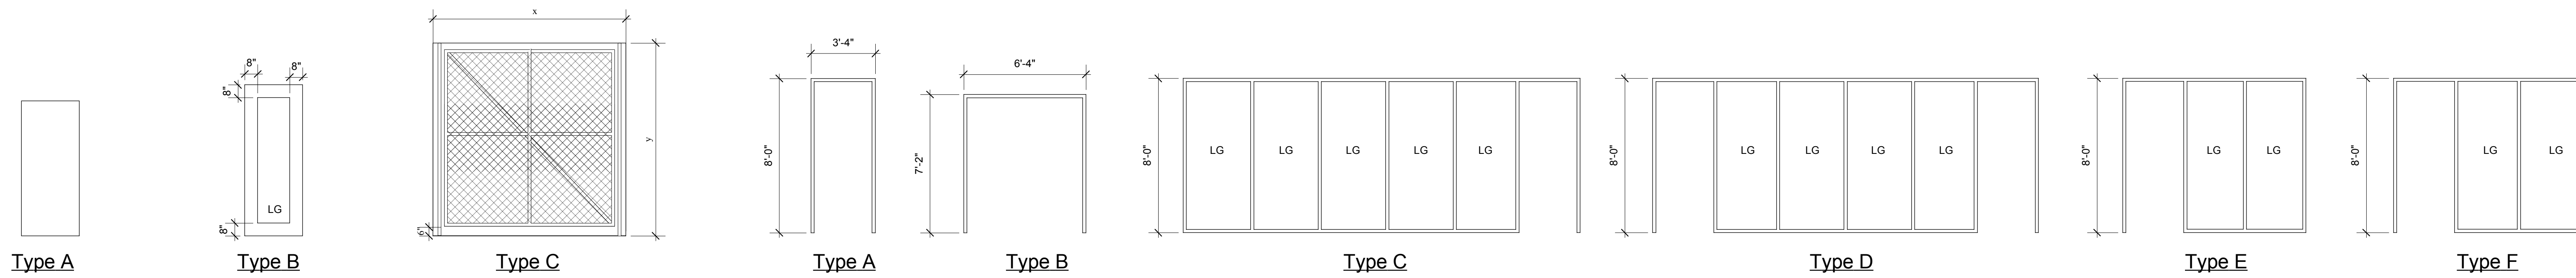 8" 8"
8"
LG
8"
x
y
6"
3'-4"
8'-0"
6'-4"
7'-2"
8'-0"
LG LG LG LG LG
8'-0"
LG LG LG LG
8'-0"
LG LG
8'-0"
LG LG
Type A Type B Type C Type A Type B Type C Type D Type E Type F